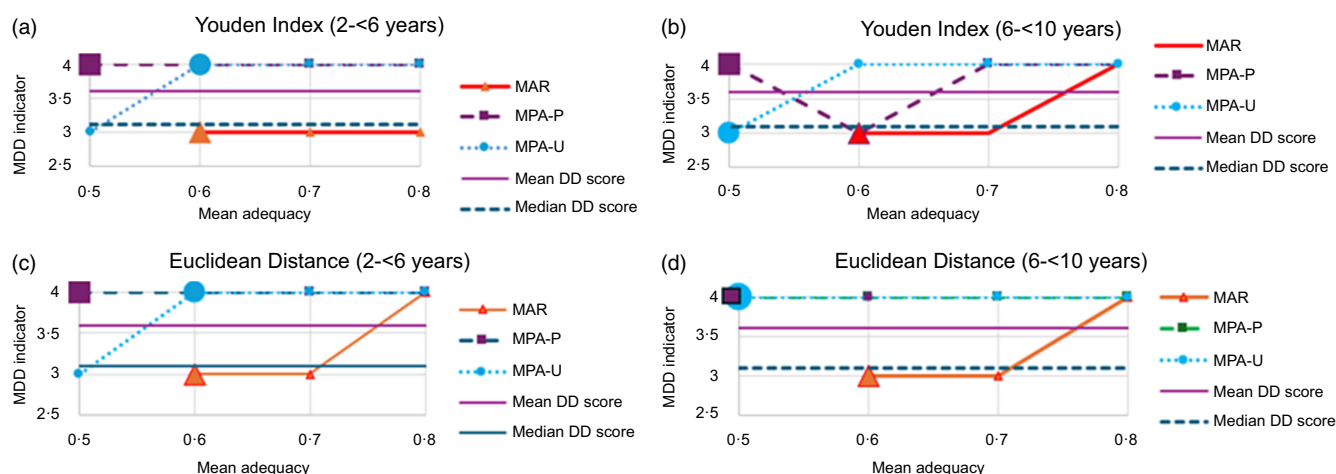 (a)
Youden Index (2-<6 years)
MDD indicator
4
3·5
3
2·5
0·5
0·6
0·7
0·8
Mean adequacy
MAR
MPA-P
MPA-U
Mean DD score
Median DD score
(b)
Youden Index (6-<10 years)
MDD indicator
4
3·5
3
2·5
0·5
0·6
0·7
0·8
Mean adequacy
MAR
MPA-P
MPA-U
Mean DD score
Median DD score
(c)
Euclidean Distance (2-<6 years)
MDD indicator
4
3·5
3
2·5
0·5
0·6
0·7
0·8
Mean adequacy
MAR
MPA-P
MPA-U
Mean DD score
Median DD score
(d)
Euclidean Distance (6-<10 years)
MDD indicator
4
3·5
3
2·5
0·5
0·6
0·7
0·8
Mean adequacy
MAR
MPA-P
MPA-U
Mean DD score
Median DD score